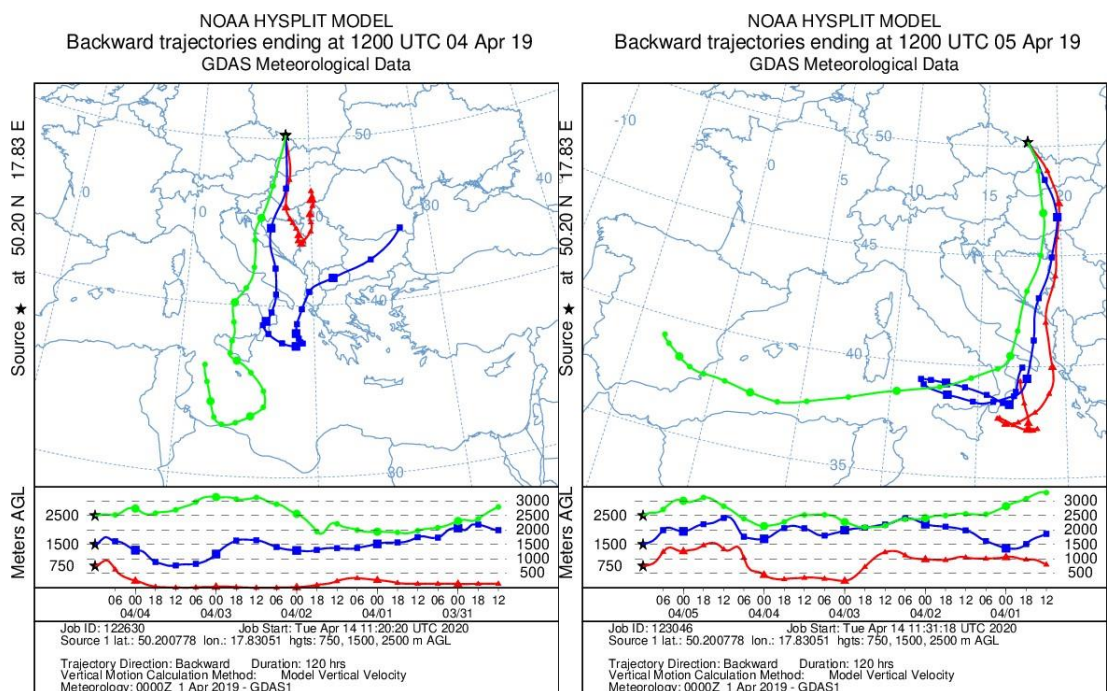 NOAA HYSPLIT MODEL
Backward trajectories ending at 1200 UTC 04 Apr 19
GDAS Meteorological Data
Source ★ at 50.20 N 17.83 E
50
40
30
0
10
20
40
30
Meters AGL
2500
1500
750
3000
2500
2000
1500
1000
500
06 00 18 12 06 00 18 12 06 00 18 12 06 00 18 12 06 00 18 12
04/04 04/03 04/02 04/01 03/31
Job ID: 122630 Job Start: Tue Apr 14 11:20:20 UTC 2020
Source 1 lat.: 50.200778 lon.: 17.83051 hgts: 750, 1500, 2500 m AGL
Trajectory Direction: Backward Duration: 120 hrs
Vertical Motion Calculation Method: Model Vertical Velocity
Meteorology: 0000Z 1 Apr 2019 - GDAS1
NOAA HYSPLIT MODEL
Backward trajectories ending at 1200 UTC 05 Apr 19
GDAS Meteorological Data
Source ★ at 50.20 N 17.83 E
-10
-5
0
5
10
15
20
50
45
40
35
Meters AGL
2500
1500
750
3000
2500
2000
1500
1000
500
06 00 18 12 06 00 18 12 06 00 18 12 06 00 18 12 06 00 18 12
04/05 04/04 04/03 04/02 04/01
Job ID: 123046 Job Start: Tue Apr 14 11:31:18 UTC 2020
Source 1 lat.: 50.200778 lon.: 17.83051 hgts: 750, 1500, 2500 m AGL
Trajectory Direction: Backward Duration: 120 hrs
Vertical Motion Calculation Method: Model Vertical Velocity
Meteorology: 0000Z 1 Apr 2019 - GDAS1